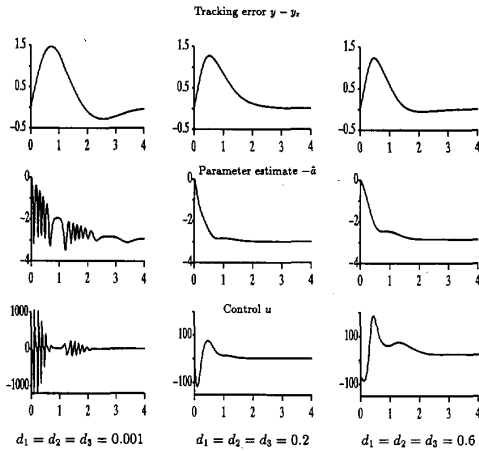 Tracking error y − y_r
1.5 1.5 1.5
0.5 0.5 0.5
−0.5 −0.5 −0.5
0 1 2 3 4 0 1 2 3 4 0 1 2 3 4
Parameter estimate −â
0 0 0
−2 −2 −2
−4 −4 −4
0 1 2 3 4 0 1 2 3 4 0 1 2 3 4
Control u
1000 100 100
0 0 0
−1000 −100 −100
0 1 2 3 4 0 1 2 3 4 0 1 2 3 4
d₁ = d₂ = d₃ = 0.001 d₁ = d₂ = d₃ = 0.2 d₁ = d₂ = d₃ = 0.6